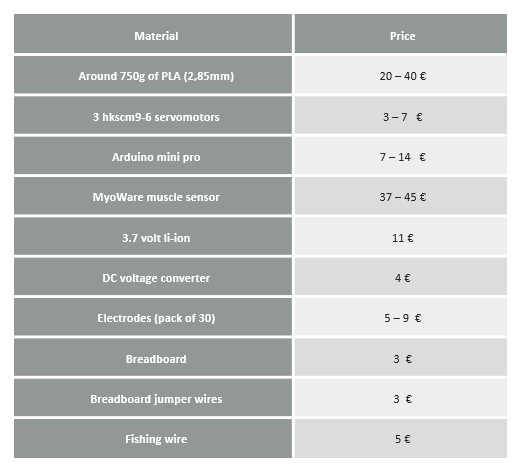 Material Price
Around 750g of PLA (2,85mm) 20 – 40 €
3 hkscm9-6 servomotors 3 – 7 €
Arduino mini pro 7 – 14 €
MyoWare muscle sensor 37 – 45 €
3.7 volt li-ion 11 €
DC voltage converter 4 €
Electrodes (pack of 30) 5 – 9 €
Breadboard 3 €
Breadboard jumper wires 3 €
Fishing wire 5 €